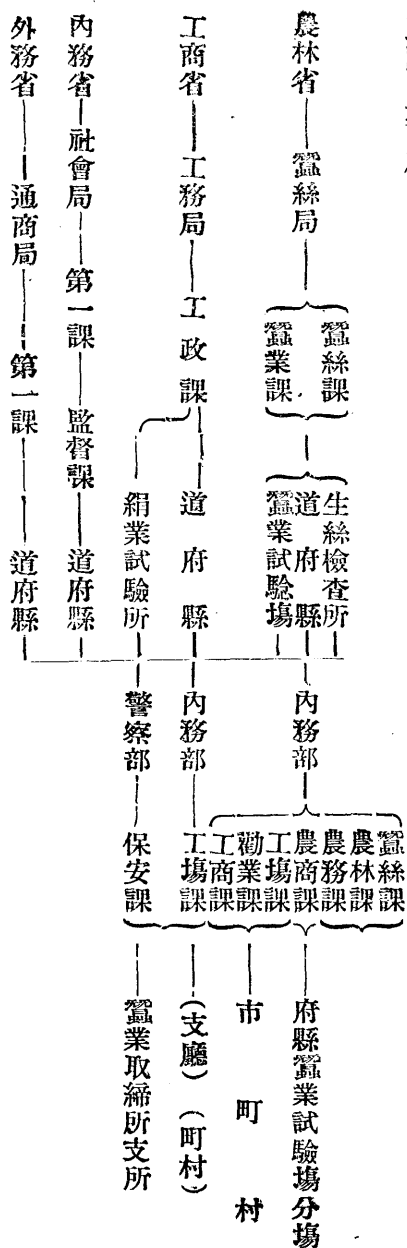 農林省
蠶絲局
蠶絲課
蠶業課
生絲檢査所
道府縣
蠶業試驗塲
工商省
工務局
工政課
道府縣
絹業試驗所
內務省
社會局
第一課
監督課
道府縣
外務省
通商局
第一課
道府縣
內務部
蠶絲課
農林課
農務課
農商課
工塲課
勸業課
工商課
內務部
工塲課
警察部
保安課
府縣蠶業試驗塲分塲
市町村
(支廳)(町村)
蠶業取締所支所